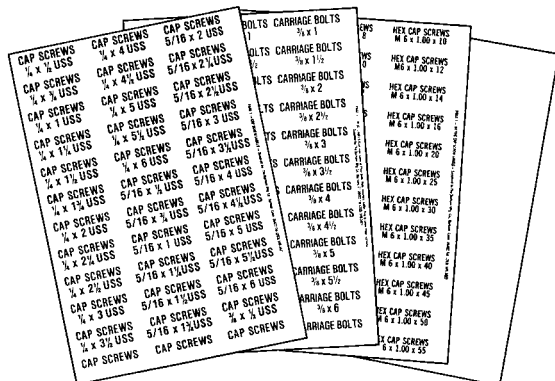 CAP SCREWS
¼ x ½ USS
CAP SCREWS
¼ x ¾ USS
CAP SCREWS
¼ x 1 USS
CAP SCREWS
¼ x 1¼ USS
CAP SCREWS
¼ x 1½ USS
CAP SCREWS
¼ x 1¾ USS
CAP SCREWS
¼ x 2 USS
CAP SCREWS
¼ x 2¼ USS
CAP SCREWS
¼ x 2½ USS
CAP SCREWS
¼ x 3 USS
CAP SCREWS
¼ x 3½ USS
CAP SCREWS
CAP SCREWS
¼ x 4 USS
CAP SCREWS
¼ x 4½ USS
CAP SCREWS
¼ x 5 USS
CAP SCREWS
¼ x 5½ USS
CAP SCREWS
¼ x 6 USS
CAP SCREWS
5/16 x ½ USS
CAP SCREWS
5/16 x ¾ USS
CAP SCREWS
5/16 x 1 USS
CAP SCREWS
5/16 x 1¼ USS
CAP SCREWS
5/16 x 1½ USS
CAP SCREWS
5/16 x 1¾ USS
CAP SCREWS
CAP SCREWS
5/16 x 2 USS
CAP SCREWS
5/16 x 2¼ USS
CAP SCREWS
5/16 x 2½ USS
CAP SCREWS
5/16 x 3 USS
CAP SCREWS
5/16 x 3½ USS
CAP SCREWS
5/16 x 4 USS
CAP SCREWS
5/16 x 4½ USS
CAP SCREWS
5/16 x 5 USS
CAP SCREWS
5/16 x 5½ USS
CAP SCREWS
5/16 x 6 USS
CAP SCREWS
⅜ x ½ USS
CAP SCREWS
BOLTS
CARRIAGE BOLTS
⅜ x 1
CARRIAGE BOLTS
⅜ x 1½
CARRIAGE BOLTS
⅜ x 2
CARRIAGE BOLTS
⅜ x 2½
CARRIAGE BOLTS
⅜ x 3
CARRIAGE BOLTS
⅜ x 3½
CARRIAGE BOLTS
⅜ x 4
CARRIAGE BOLTS
⅜ x 4½
CARRIAGE BOLTS
⅜ x 5
ARRIAGE BOLTS
⅜ x 5½
ARRIAGE BOLTS
⅜ x 6
ARRIAGE BOLTS
HEX CAP SCREWS
M6 x 1.00 x 10
HEX CAP SCREWS
M 6 x 1.00 x 12
HEX CAP SCREWS
M 6 x 1.00 x 14
HEX CAP SCREWS
M 6 x 1.00 x 16
HEX CAP SCREWS
M 6 x 1.00 x 20
HEX CAP SCREWS
M 6 x 1.00 x 25
HEX CAP SCREWS
M 6 x 1.00 x 30
HEX CAP SCREWS
M 6 x 1.00 x 35
HEX CAP SCREWS
M 6 x 1.00 x 40
HEX CAP SCREWS
M 6 x 1.00 x 45
HEX CAP SCREWS
M 6 x 1.00 x 50
EX CAP SCREWS
6 x 1.00 x 55